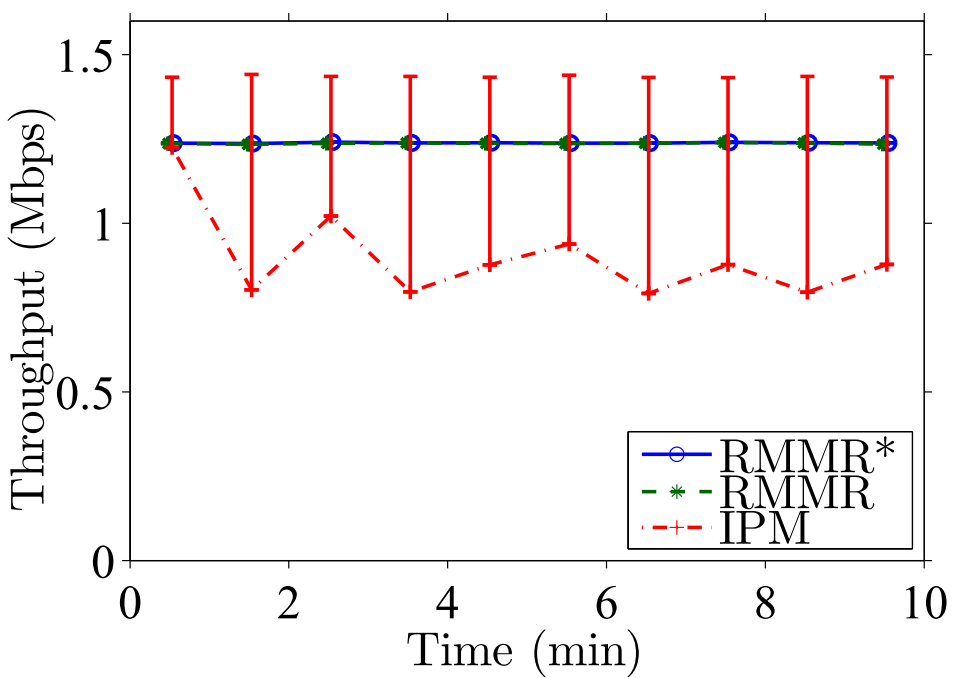 Throughput (Mbps)
1.5
1
0.5
0
0 2 4 6 8 10
Time (min)
RMMR*
RMMR
IPM